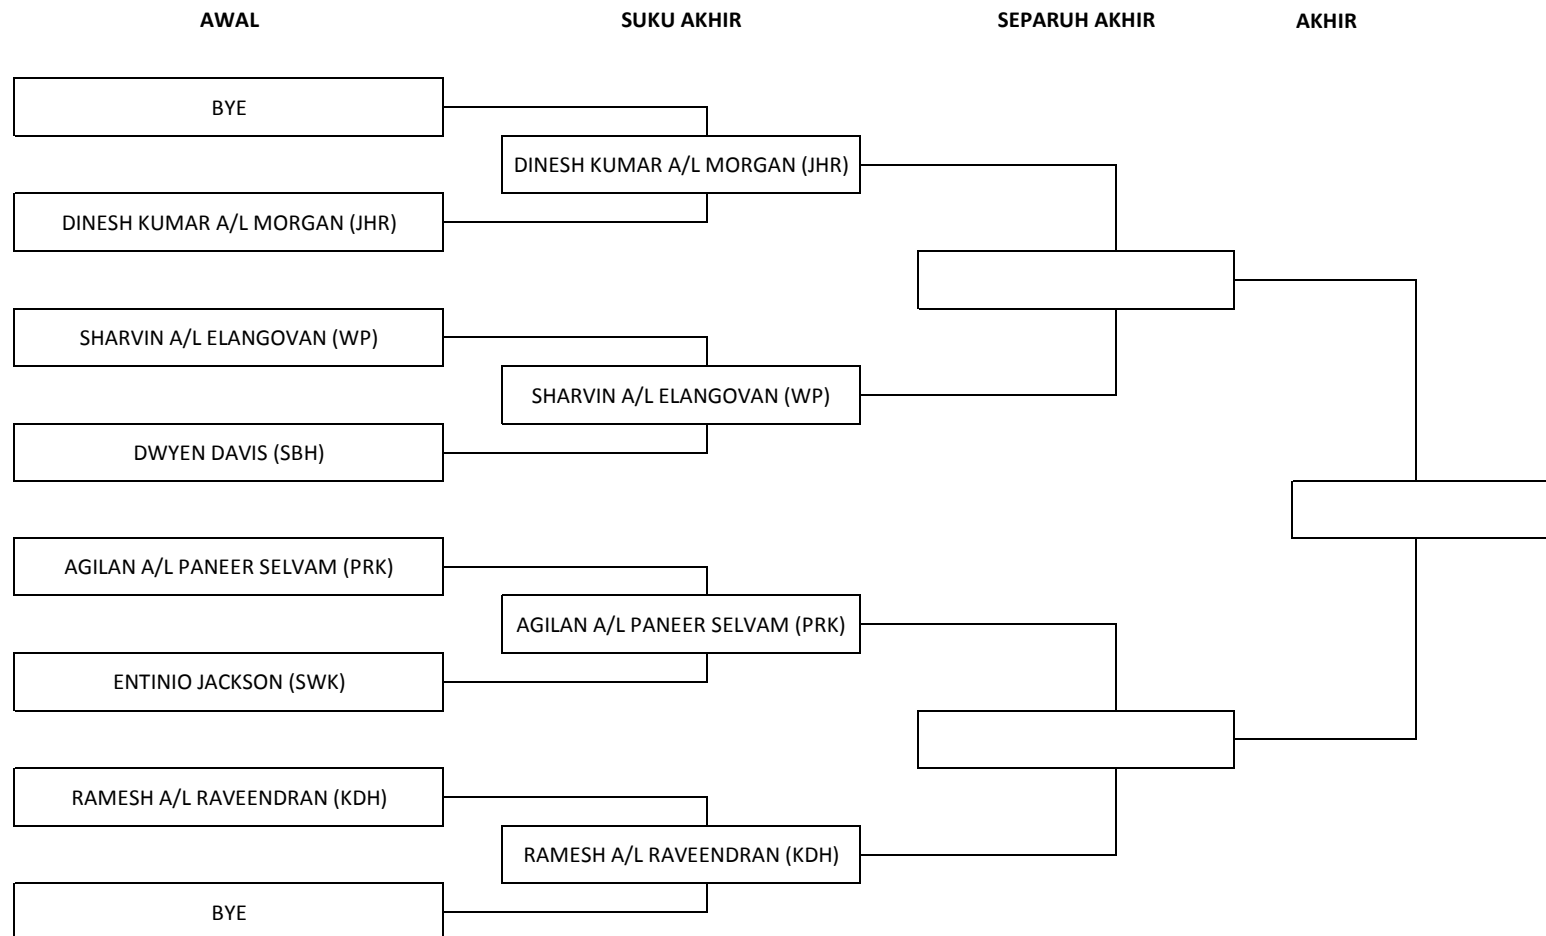 AWAL
SUKU AKHIR
SEPARUH AKHIR
AKHIR
BYE
DINESH KUMAR A/L MORGAN (JHR)
DINESH KUMAR A/L MORGAN (JHR)
SHARVIN A/L ELANGOVAN (WP)
SHARVIN A/L ELANGOVAN (WP)
DWYEN DAVIS (SBH)
AGILAN A/L PANEER SELVAM (PRK)
AGILAN A/L PANEER SELVAM (PRK)
ENTINIO JACKSON (SWK)
RAMESH A/L RAVEENDRAN (KDH)
RAMESH A/L RAVEENDRAN (KDH)
BYE